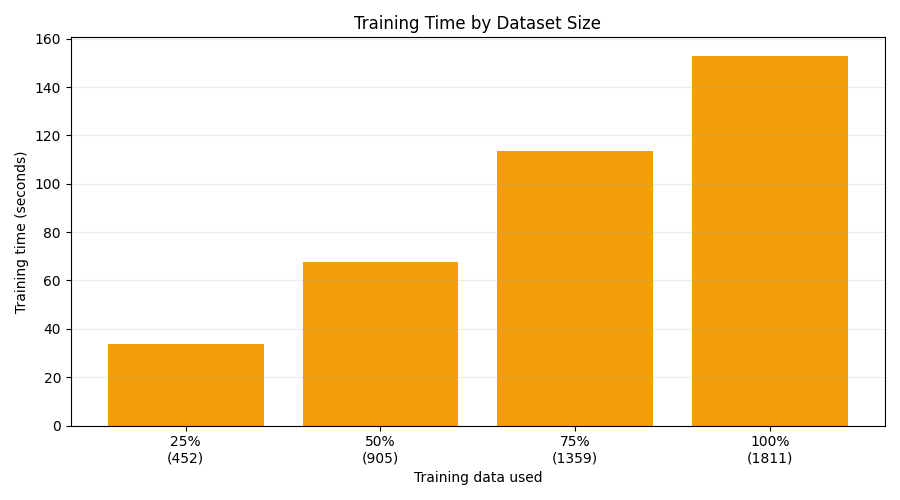 Training Time by Dataset Size
Training time (seconds)
160
140
120
100
80
60
40
20
0
25% 50% 75% 100%
(452) (905) (1359) (1811)
Training data used